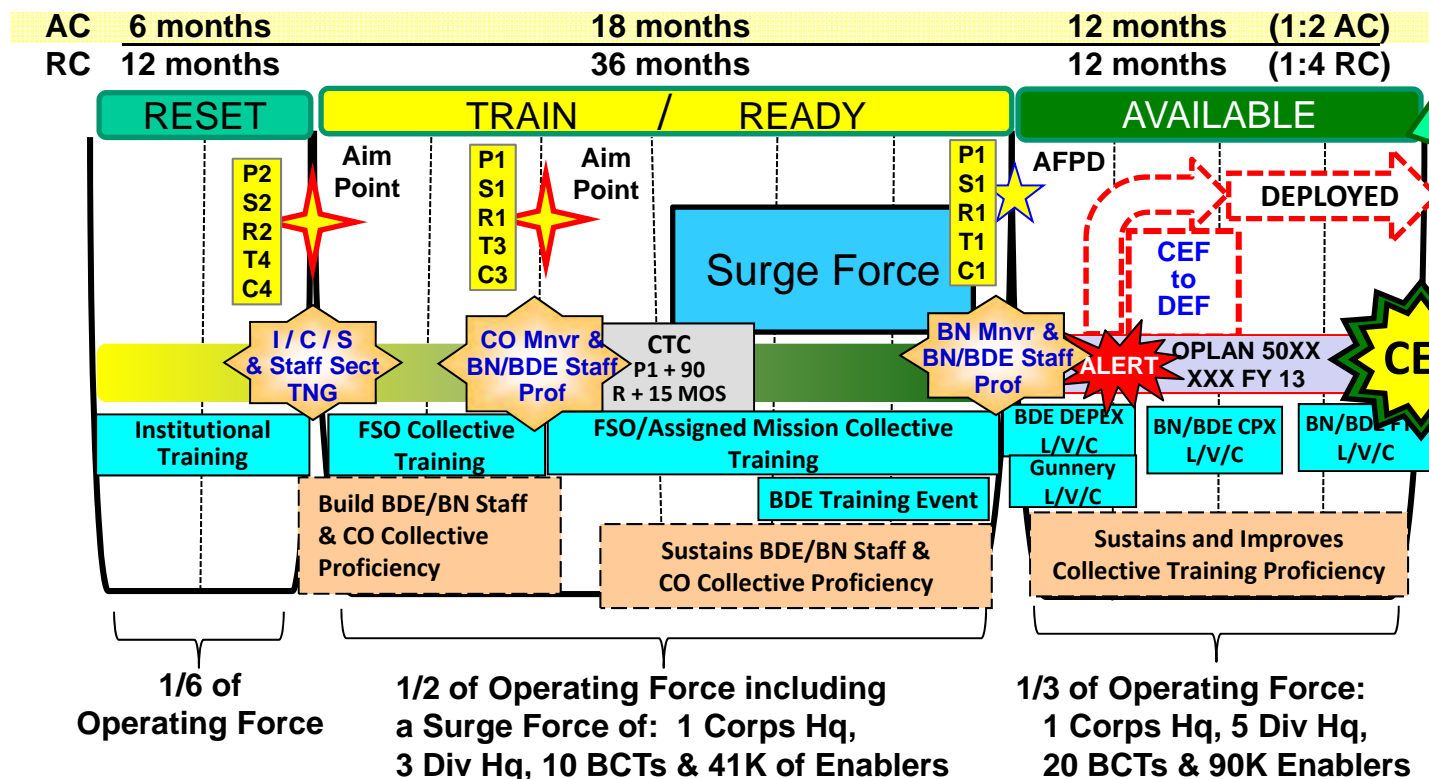 AC 6 months 18 months 12 months (1:2 AC)
RC 12 months 36 months 12 months (1:4 RC)
RESET
TRAIN / READY
AVAILABLE
P2
S2
R2
T4
C4
Aim
Point
P1
S1
R1
T3
C3
Aim
Point
P1
S1
R1
T1
C1
AFPD
DEPLOYED
Surge Force
CEF
to
DEF
I / C / S
& Staff Sect
TNG
CO Mnvr &
BN/BDE Staff
Prof
CTC
P1 + 90
R + 15 MOS
BN Mnvr &
BN/BDE Staff
Prof
ALERT
OPLAN 50XX
XXX FY 13
CE
Institutional
Training
FSO Collective
Training
FSO/Assigned Mission Collective
Training
BDE Training Event
BDE DEPEX
L/V/C
Gunnery
L/V/C
BN/BDE CPX
L/V/C
BN/BDE
L/V/C
Build BDE/BN Staff
& CO Collective
Proficiency
Sustains BDE/BN Staff &
CO Collective Proficiency
Sustains and Improves
Collective Training Proficiency
1/6 of
Operating Force
1/2 of Operating Force including
a Surge Force of: 1 Corps Hq,
3 Div Hq, 10 BCTs & 41K of Enablers
1/3 of Operating Force:
1 Corps Hq, 5 Div Hq,
20 BCTs & 90K Enablers